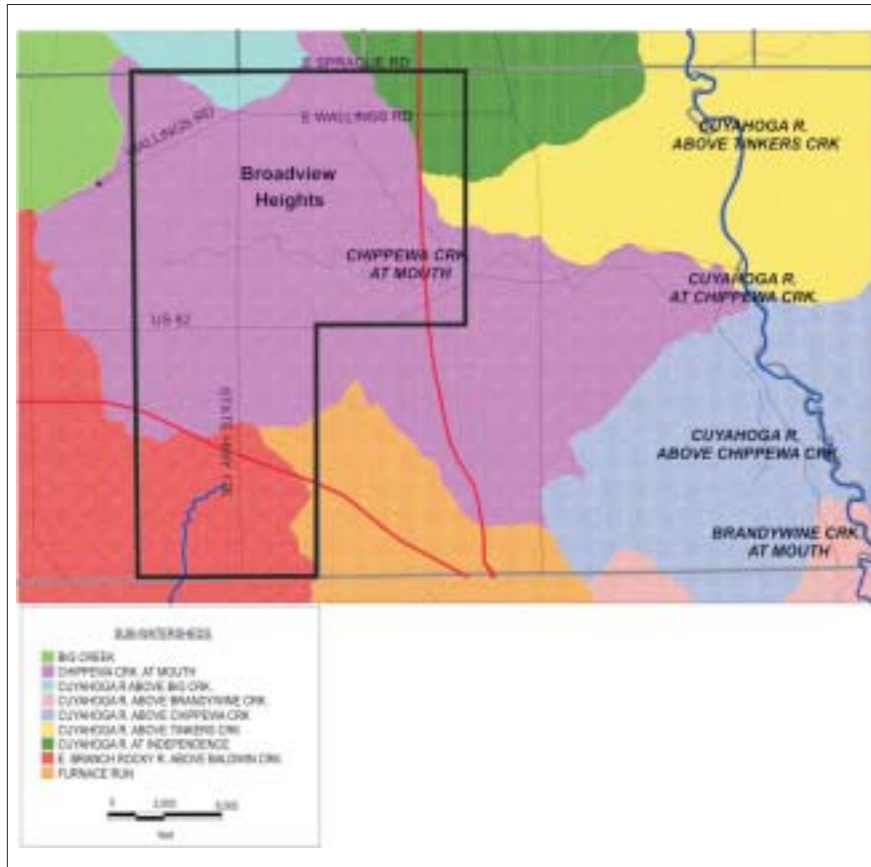 E SPRAGUE RD
E WALLINGS RD
WALLINGS RD
CUYAHOGA R.
ABOVE TINKERS CRK
Broadview
Heights
CHIPPEWA CRK
AT MOUTH
CUYAHOGA R.
AT CHIPPEWA CRK.
US 82
STATE HWY
CUYAHOGA R.
ABOVE CHIPPEWA CRK
BRANDYWINE CRK.
AT MOUTH
SUB-WATERSHEDS
BIG CREEK
CHIPPEWA CRK. AT MOUTH
CUYAHOGA R ABOVE BIG CRK.
CUYAHOGA R. ABOVE BRANDYWINE CRK.
CUYAHOGA R. ABOVE CHIPPEWA CRK
CUYAHOGA R. ABOVE TINKERS CRK
CUYAHOGA R. AT INDEPENDENCE
E. BRANCH ROCKY R. ABOVE BALDWIN CRK.
FURNACE RUN
0
Feet